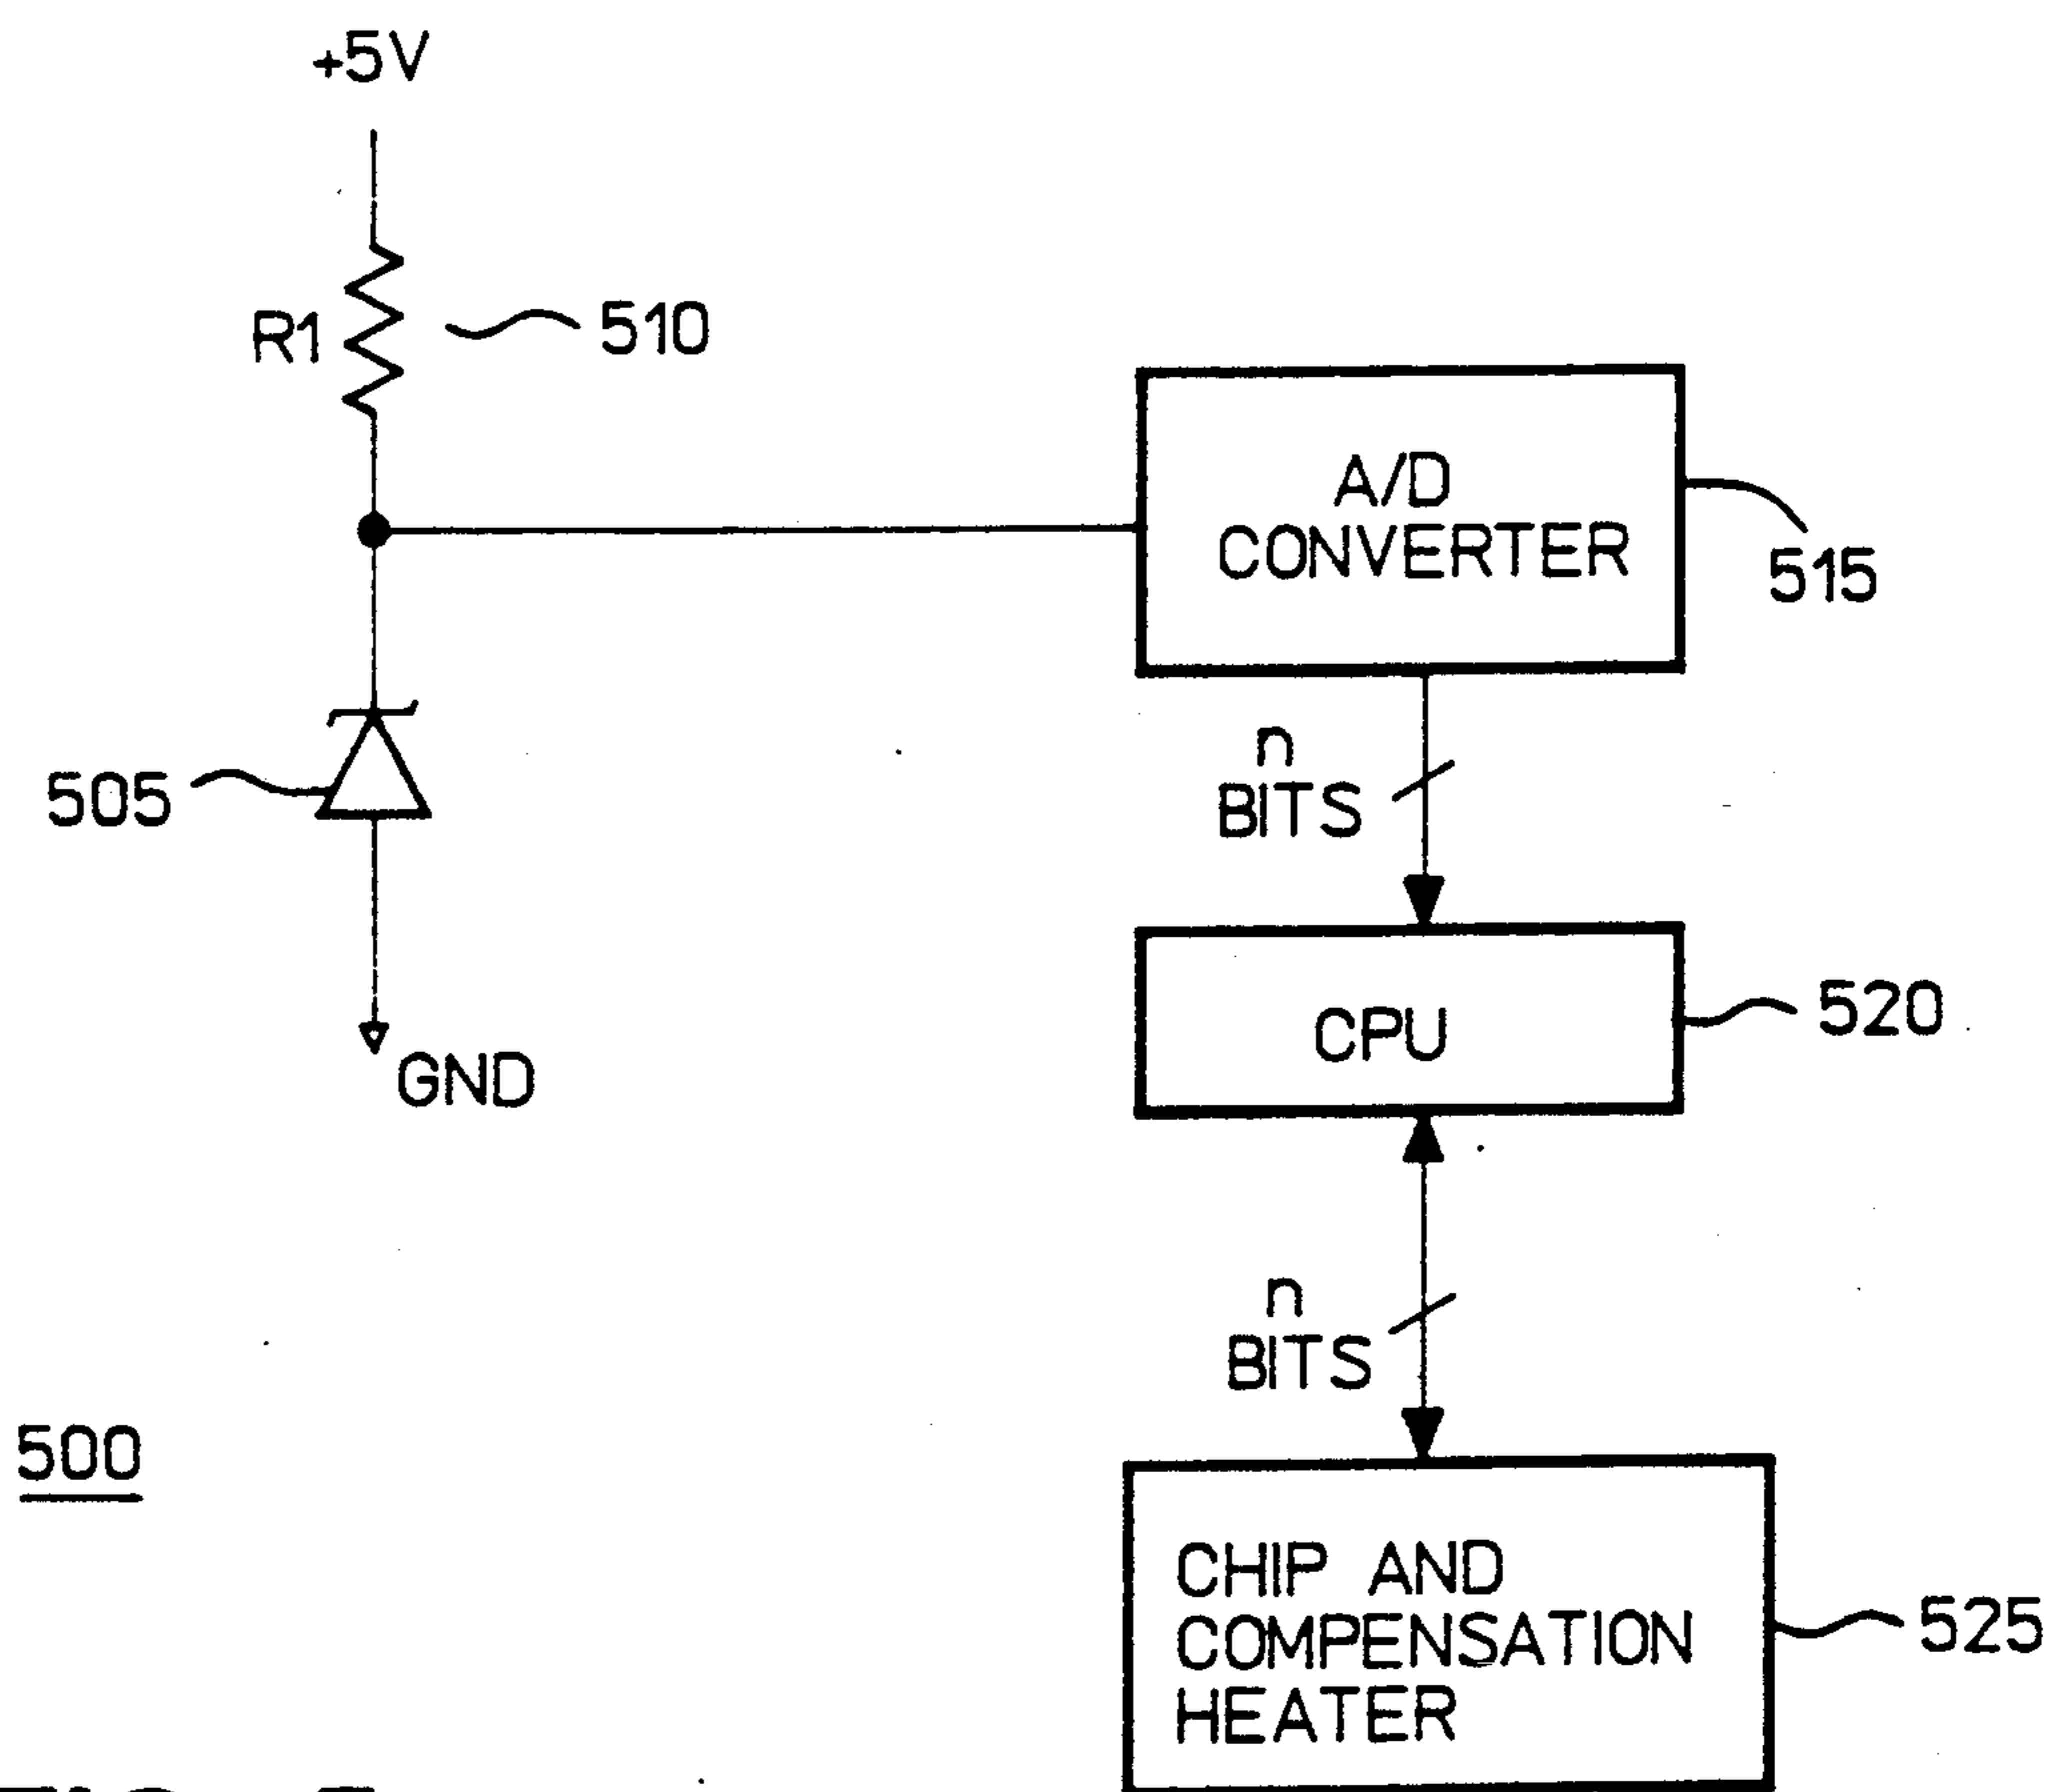 +5V
R1
510
A/D
CONVERTER
515
n
BITS
505
CPU
520
GND
n
BITS
500
CHIP AND
COMPENSATION
HEATER
525